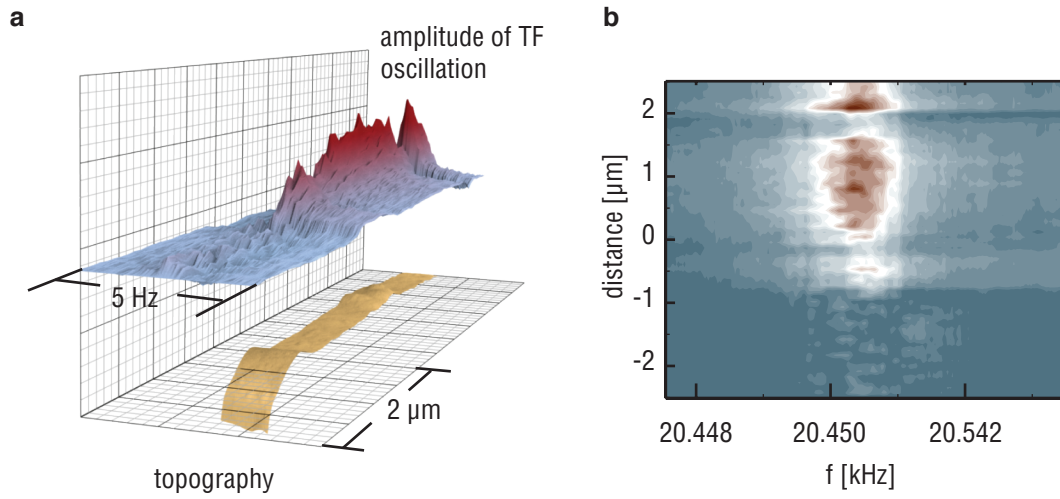 a
amplitude of TF
oscillation
5 Hz
2 µm
topography
b
distance [µm]
2
1
0
-1
-2
20.448
20.450
20.542
f [kHz]